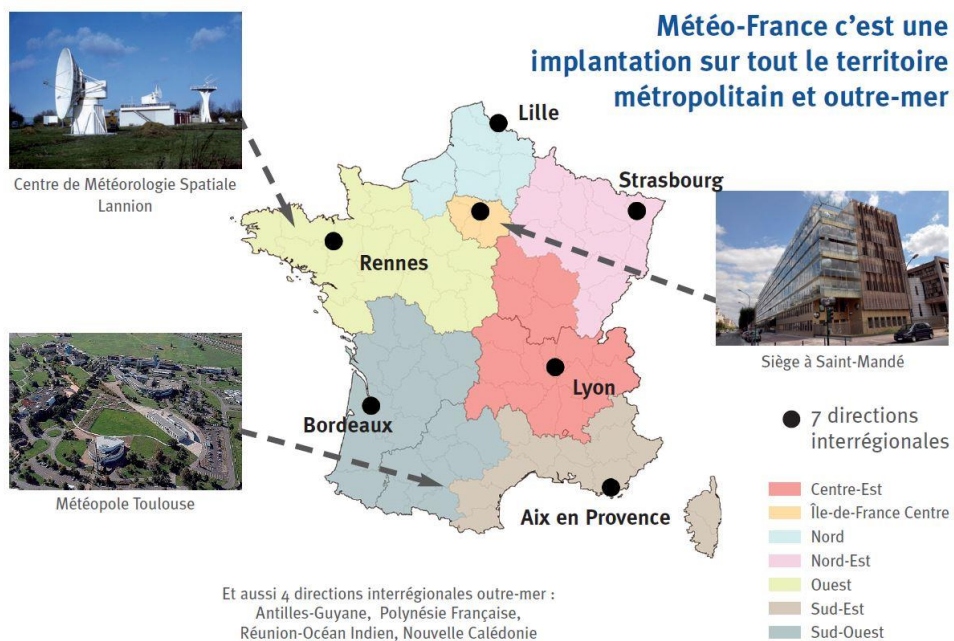 Météo-France c'est une
implantation sur tout le territoire
métropolitain et outre-mer
Centre de Météorologie Spatiale
Lannion
Lille
Strasbourg
Rennes
Siège à Saint-Mandé
Lyon
Bordeaux
Météopole Toulouse
Aix en Provence
7 directions
interrégionales
Centre-Est
Île-de-France Centre
Nord
Nord-Est
Ouest
Sud-Est
Sud-Ouest
Et aussi 4 directions interrégionales outre-mer :
Antilles-Guyane, Polynésie Française,
Réunion-Océan Indien, Nouvelle Calédonie